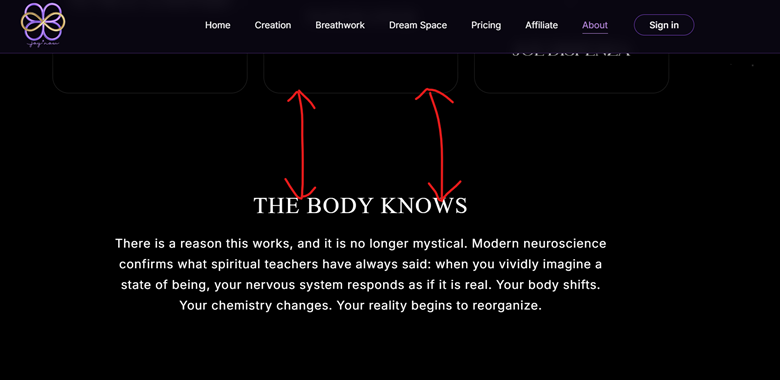 Home Creation Breathwork Dream Space Pricing Affiliate About Sign in
THE BODY KNOWS
There is a reason this works, and it is no longer mystical. Modern neuroscience
confirms what spiritual teachers have always said: when you vividly imagine a
state of being, your nervous system responds as if it is real. Your body shifts.
Your chemistry changes. Your reality begins to reorganize.